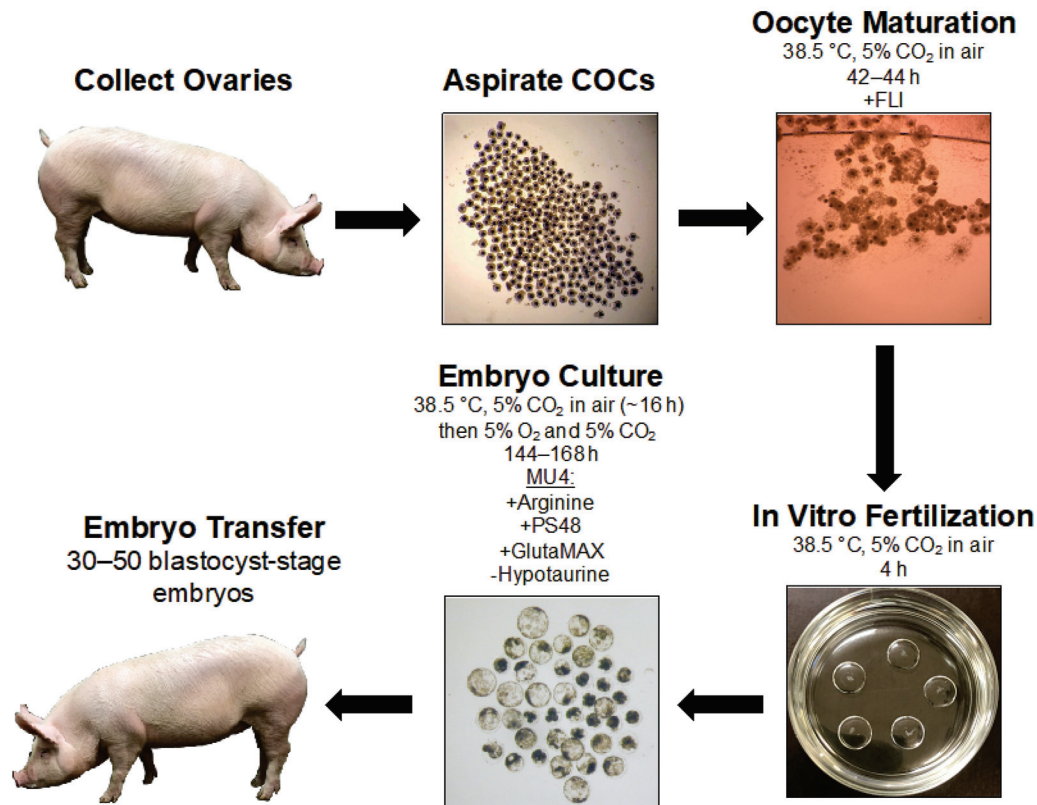 Collect Ovaries
Aspirate COCs
Oocyte Maturation
38.5 °C, 5% CO₂ in air
42–44 h
+FLI
In Vitro Fertilization
38.5 °C, 5% CO₂ in air
4 h
Embryo Culture
38.5 °C, 5% CO₂ in air (~16 h)
then 5% O₂ and 5% CO₂
144–168 h
MU4:
+Arginine
+PS48
+GlutaMAX
-Hypotaurine
Embryo Transfer
30–50 blastocyst-stage
embryos